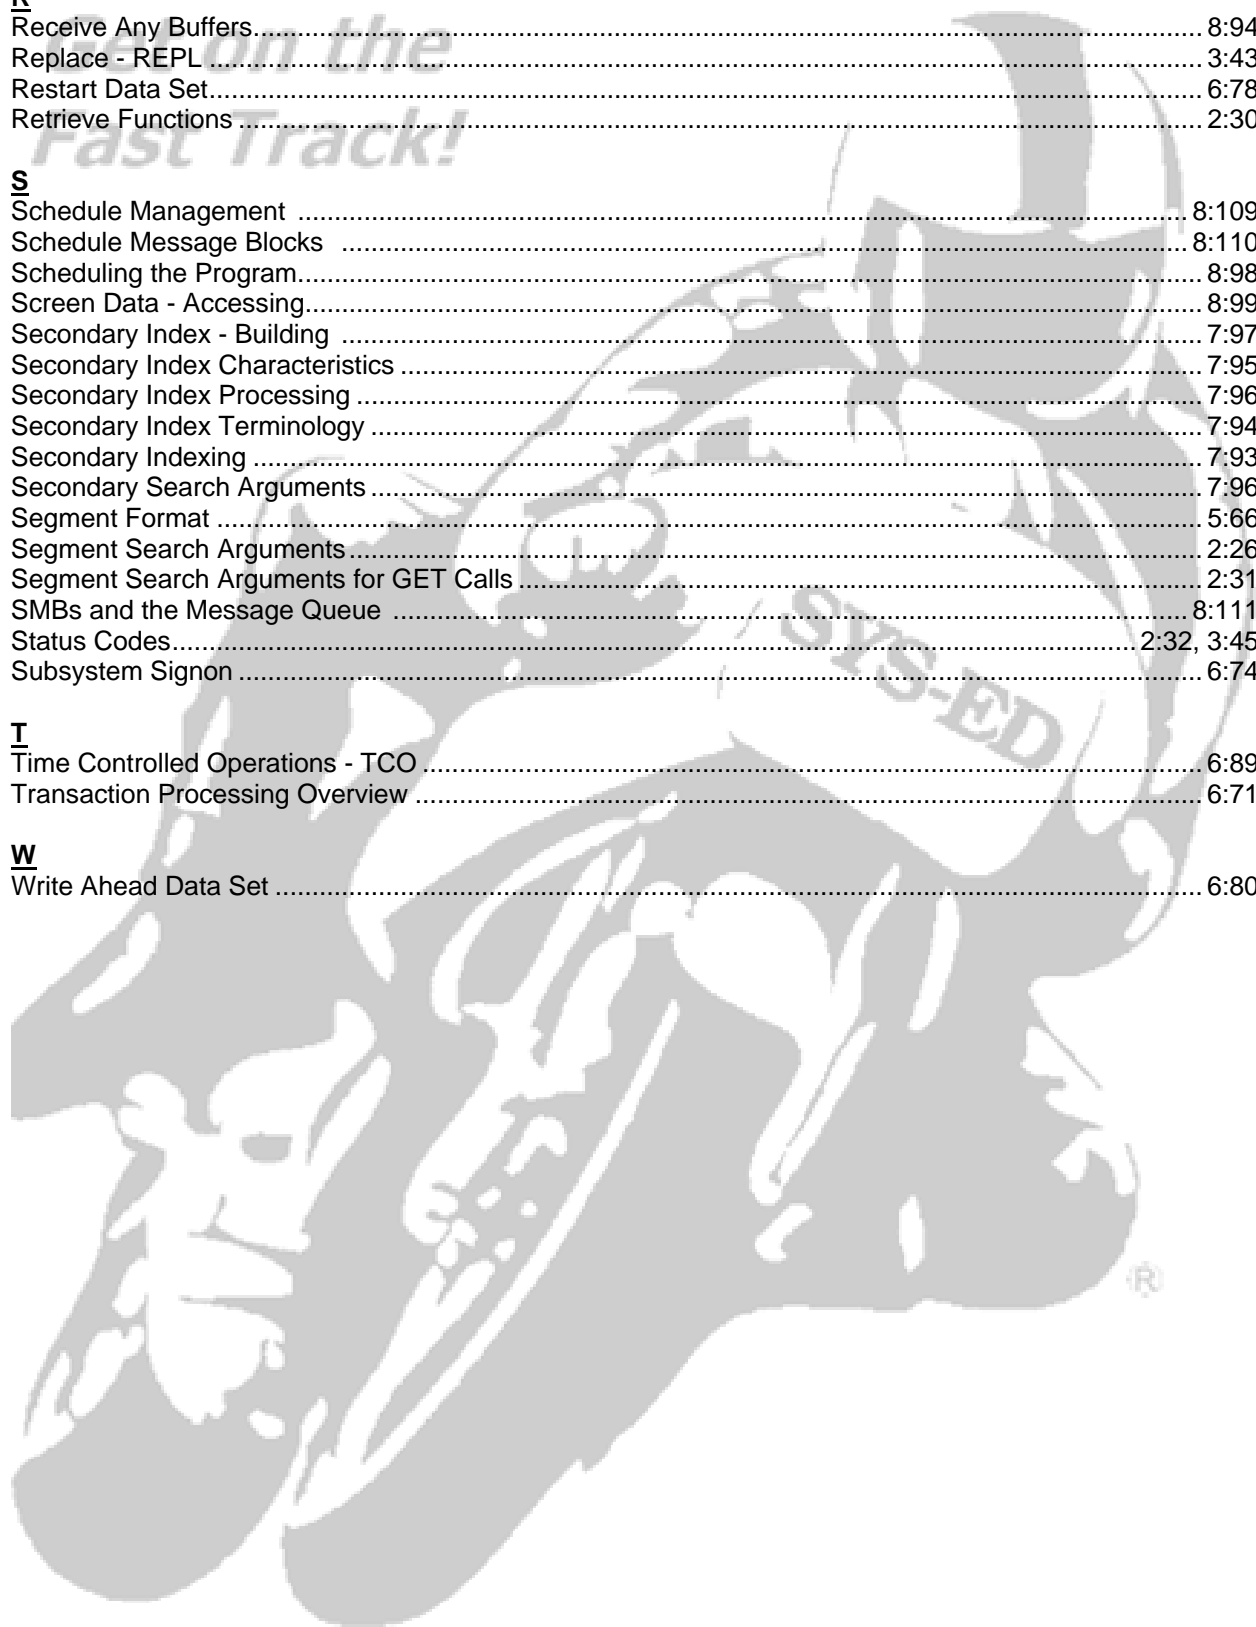 R
Get on the
Fast Track!
Receive Any Buffers.......................................................................................................................... 8:94
Replace - REPL ................................................................................................................................ 3:43
Restart Data Set................................................................................................................................ 6:78
Retrieve Functions ............................................................................................................................ 2:30
S
Schedule Management ................................................................................................................... 8:109
Schedule Message Blocks .............................................................................................................. 8:110
Scheduling the Program.................................................................................................................... 8:98
Screen Data - Accessing................................................................................................................... 8:99
Secondary Index - Building ............................................................................................................... 7:97
Secondary Index Characteristics ....................................................................................................... 7:95
Secondary Index Processing ............................................................................................................. 7:96
Secondary Index Terminology ........................................................................................................... 7:94
Secondary Indexing .......................................................................................................................... 7:93
Secondary Search Arguments ........................................................................................................... 7:96
Segment Format ............................................................................................................................... 5:66
Segment Search Arguments .............................................................................................................. 2:26
Segment Search Arguments for GET Calls ........................................................................................ 2:31
SMBs and the Message Queue ....................................................................................................... 8:111
Status Codes........................................................................................................................... 2:32, 3:45
Subsystem Signon ............................................................................................................................ 6:74
SYS-ED
T
Time Controlled Operations - TCO ..................................................................................................... 6:89
Transaction Processing Overview ...................................................................................................... 6:71
W
Write Ahead Data Set ....................................................................................................................... 6:80
®